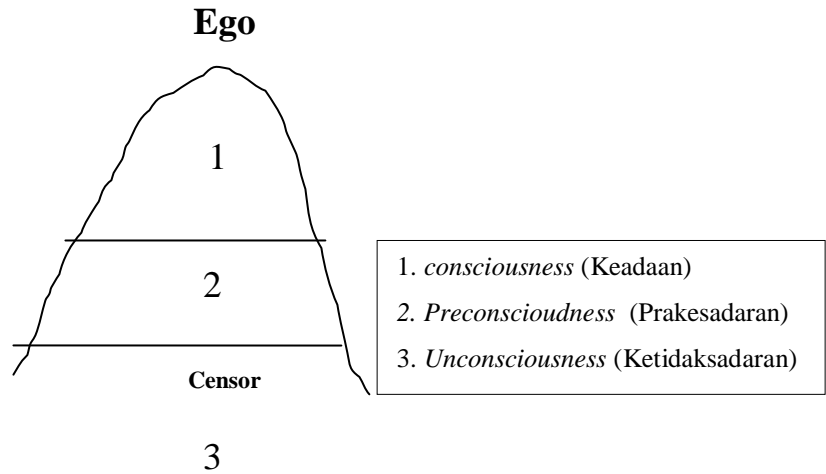 Ego
1
2
Censor
3
1. consciousness (Keadaan)
2. Preconscioudness (Prakesadaran)
3. Unconsciousness (Ketidaksadaran)